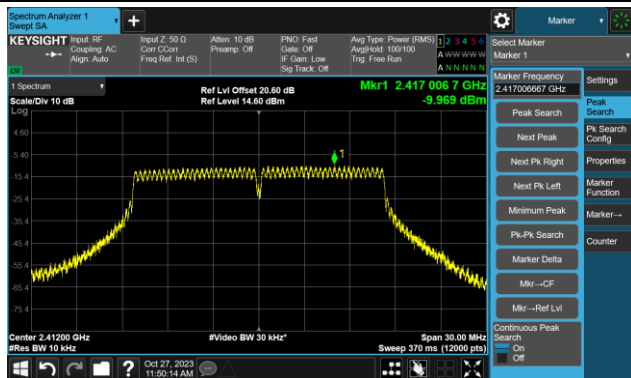 Spectrum Analyzer 1
Swept SA
+
Marker
KEYSIGHT
Input: RF
Coupling: AC
Align: Auto
Input Z: 50 Ω
Corr CCorr
Freq Ref: Int (S)
Atten: 10 dB
Preamp: Off
PNO: Fast
Gate: Off
IF Gain: Low
Sig Track: Off
Avg Type: Power (RMS)
Avg|Hold: 100/100
Trig: Free Run
1 2 3 4 5 6
A W W W W W
A N N N N N
Select Marker
Marker 1
1 Spectrum
Scale/Div 10 dB
Log
Ref Lvl Offset 20.60 dB
Ref Level 14.60 dBm
Mkr1 2.417 006 7 GHz
-9.969 dBm
4.60
-5.40
-15.4
-25.4
-35.4
-45.4
-55.4
-65.4
-75.4
1
Center 2.41200 GHz
#Res BW 10 kHz
#Video BW 30 kHz*
Span 30.00 MHz
Sweep 370 ms (12000 pts)
Marker Frequency
2.417006667 GHz
Peak Search
Next Peak
Next Pk Right
Next Pk Left
Minimum Peak
Pk-Pk Search
Marker Delta
Mkr→CF
Mkr→Ref Lvl
Continuous Peak
Search
On
Off
Settings
Peak
Search
Pk Search
Config
Properties
Marker
Function
Marker→
Counter
?
Oct 27, 2023
11:50:14 AM